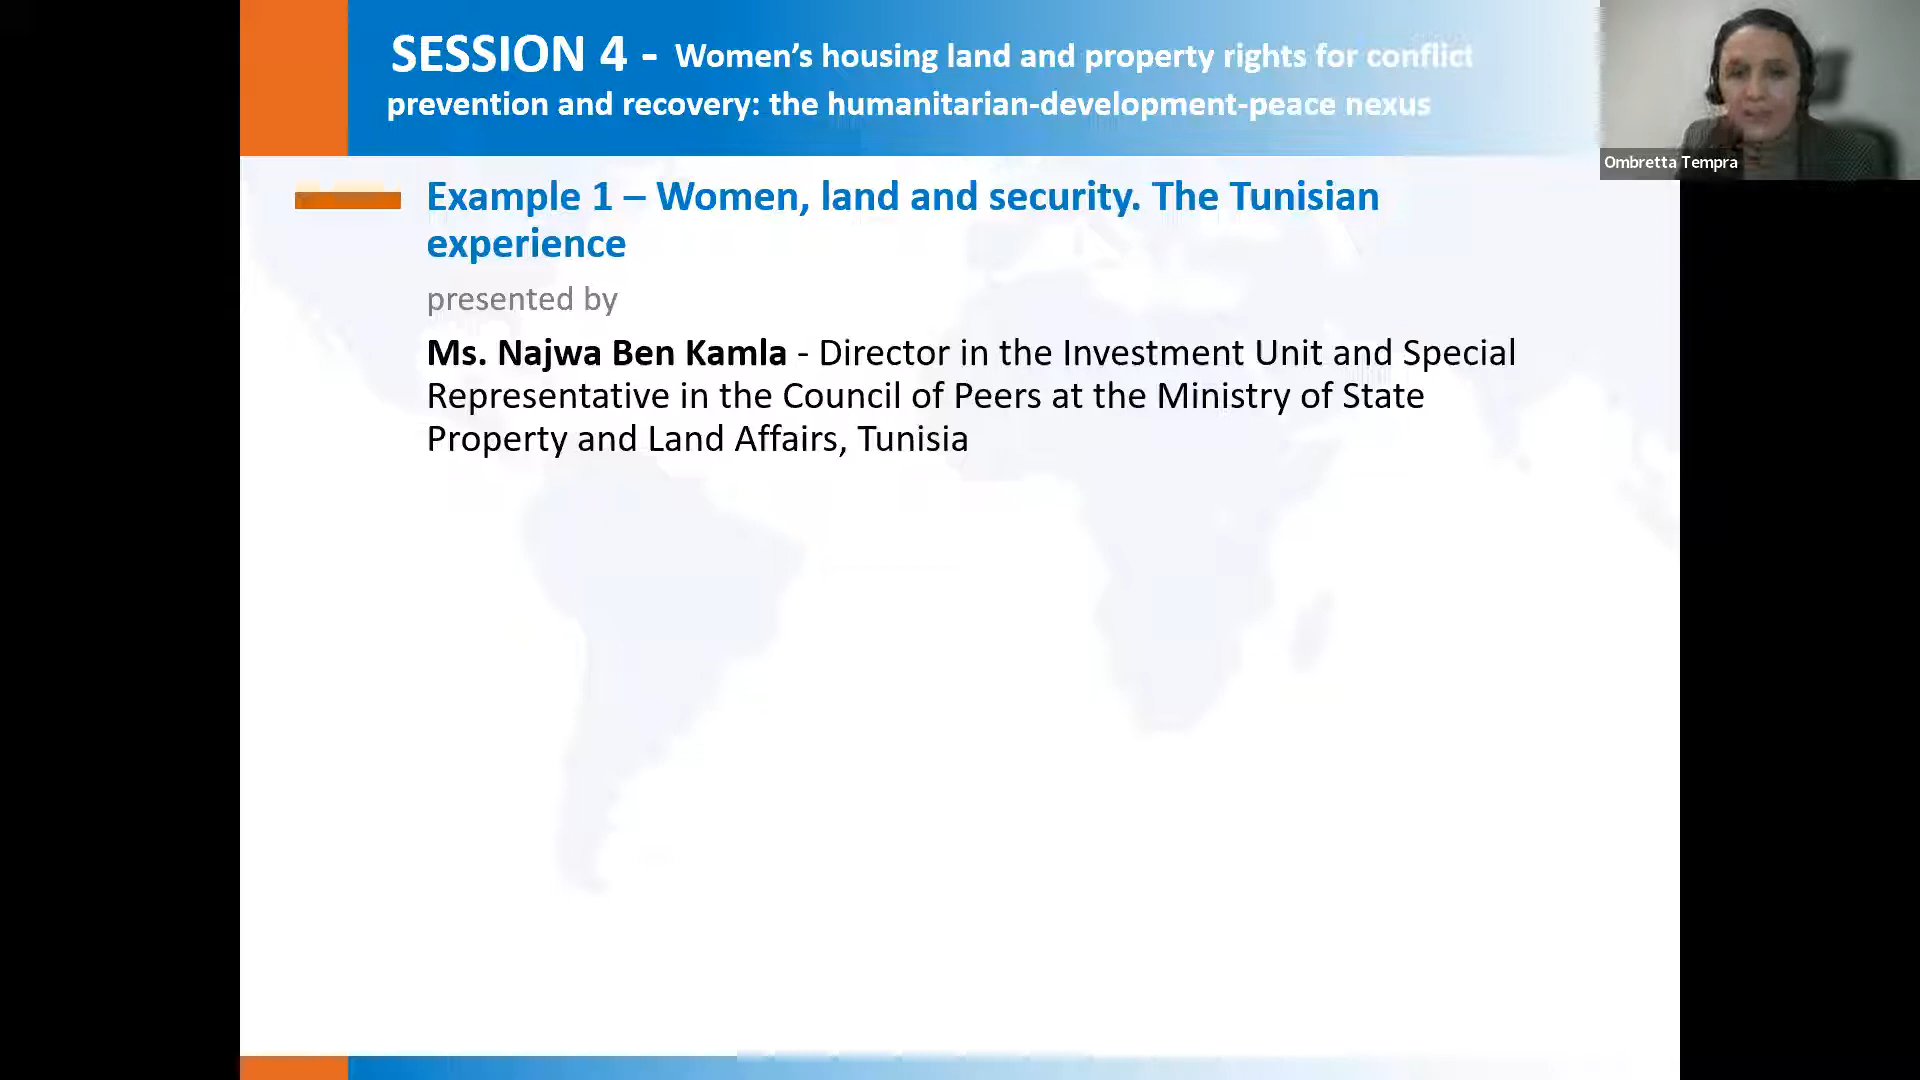 SESSION 4 - Women’s housing land and property rights for conflict
prevention and recovery: the humanitarian-development-peace nexus
Ombretta Tempra
Example 1 – Women, land and security. The Tunisian
experience
presented by
Ms. Najwa Ben Kamla - Director in the Investment Unit and Special
Representative in the Council of Peers at the Ministry of State
Property and Land Affairs, Tunisia